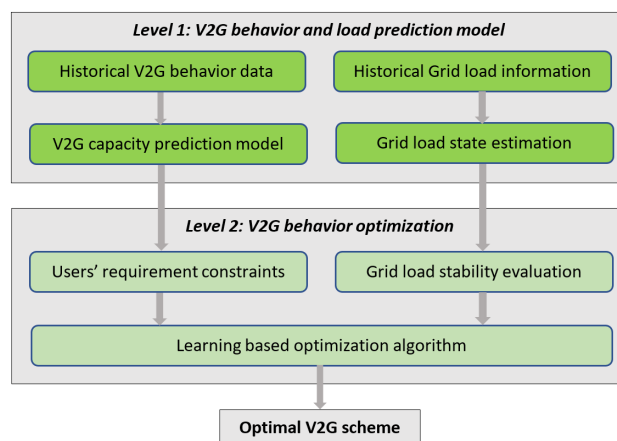 Level 1: V2G behavior and load prediction model
Historical V2G behavior data
Historical Grid load information
V2G capacity prediction model
Grid load state estimation
Level 2: V2G behavior optimization
Users’ requirement constraints
Grid load stability evaluation
Learning based optimization algorithm
Optimal V2G scheme